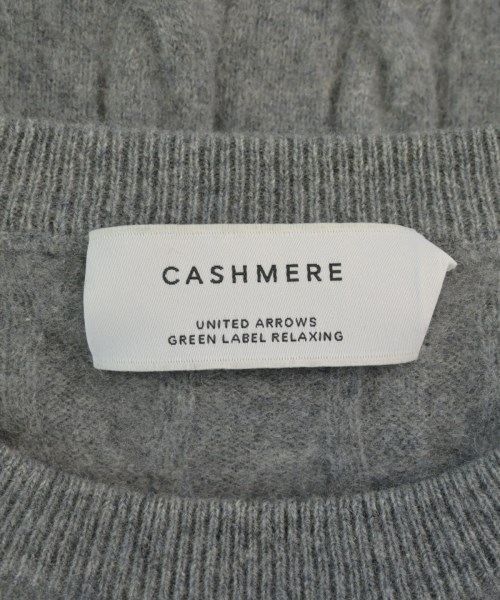 CASHMERE
UNITED ARROWS
GREEN LABEL RELAXING